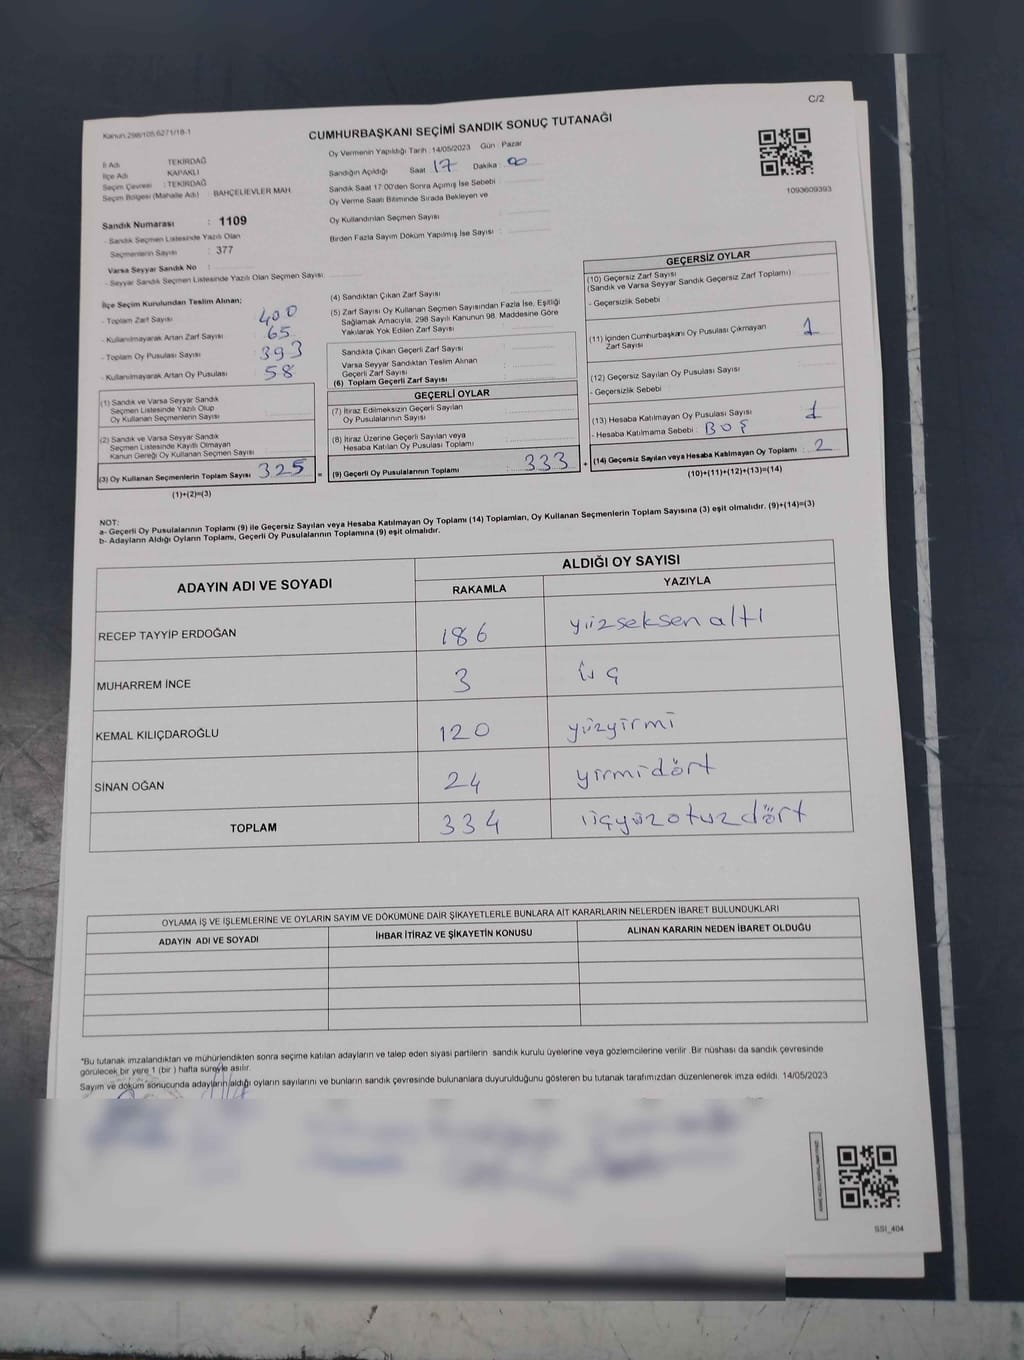 C/2
Kanun.298/105,6271/18-1
CUMHURBAŞKANI SEÇİMİ SANDIK SONUÇ TUTANAĞI
İl Adı TEKİRDAĞ
İlçe Adı KAPAKLI
Seçim Çevresi : TEKİRDAĞ
Seçim Bölgesi (Mahalle Adı) : BAHÇELİEVLER MAH.
Sandık Numarası : 1109
- Sandık Seçmen Listesinde Yazılı Olan
Seçmenlerin Sayısı : 377
Varsa Seyyar Sandık No :
- Seyyar Sandık Seçmen Listesinde Yazılı Olan Seçmen Sayısı
Oy Vermenin Yapıldığı Tarih : 14/05/2023 Gün : Pazar
Sandığın Açıldığı Saat : 17 Dakika : 00
Sandık Saat 17.00'den Sonra Açılmış İse Sebebi :
Oy Verme Saati Bitiminde Sırada Bekleyen ve
Oy Kullandırılan Seçmen Sayısı :
Birden Fazla Sayım Döküm Yapılmış İse Sayısı :
1093609393
İlçe Seçim Kurulundan Teslim Alınan;
- Toplam Zarf Sayısı 400
- Kullanılmayarak Artan Zarf Sayısı 65
- Toplam Oy Pusulası Sayısı 393
- Kullanılmayarak Artan Oy Pusulası 58
(1) Sandık ve Varsa Seyyar Sandık
Seçmen Listesinde Yazılı Olup
Oy Kullanan Seçmenlerin Sayısı
(2) Sandık ve Varsa Seyyar Sandık
Seçmen Listesinde Kayıtlı Olmayan
Kanun Gereği Oy Kullanan Seçmen Sayısı
(3) Oy Kullanan Seçmenlerin Toplam Sayısı 325 =
(1)+(2)=(3)
(4) Sandıktan Çıkan Zarf Sayısı
(5) Zarf Sayısı Oy Kullanan Seçmen Sayısından Fazla İse, Eşitliği
Sağlamak Amacıyla, 298 Sayılı Kanunun 98. Maddesine Göre
Yakılarak Yok Edilen Zarf Sayısı
Sandıkta Çıkan Geçerli Zarf Sayısı
Varsa Seyyar Sandıktan Teslim Alınan
Geçerli Zarf Sayısı
(6) Toplam Geçerli Zarf Sayısı
GEÇERLİ OYLAR
(7) İtiraz Edilmeksizin Geçerli Sayılan
Oy Pusulalarının Sayısı
(8) İtiraz Üzerine Geçerli Sayılan veya
Hesaba Katılan Oy Pusulası Toplamı
(9) Geçerli Oy Pusulalarının Toplamı : 333 +
GEÇERSİZ OYLAR
(10) Geçersiz Zarf Sayısı
(Sandık ve Varsa Seyyar Sandık Geçersiz Zarf Toplamı)
- Geçersizlik Sebebi :
(11) İçinden Cumhurbaşkanı Oy Pusulası Çıkmayan
Zarf Sayısı 1
(12) Geçersiz Sayılan Oy Pusulası Sayısı
- Geçersizlik Sebebi
(13) Hesaba Katılmayan Oy Pusulası Sayısı 1
- Hesaba Katılmama Sebebi : BOŞ
(14) Geçersiz Sayılan veya Hesaba Katılmayan Oy Toplamı : 2
(10)+(11)+(12)+(13)=(14)
NOT:
a- Geçerli Oy Pusulalarının Toplamı (9) ile Geçersiz Sayılan veya Hesaba Katılmayan Oy Toplamı (14) Toplamları, Oy Kullanan Seçmenlerin Toplam Sayısına (3) eşit olmalıdır. (9)+(14)=(3)
b- Adayların Aldığı Oyların Toplamı, Geçerli Oy Pusulalarının Toplamına (9) eşit olmalıdır.
ADAYIN ADI VE SOYADI
ALDIĞI OY SAYISI
RAKAMLA YAZIYLA
RECEP TAYYİP ERDOĞAN 186 yüzseksen altı
MUHARREM İNCE 3 üç
KEMAL KILIÇDAROĞLU 120 yüzyirmi
SİNAN OĞAN 24 yirmidört
TOPLAM 334 üçyüzotuzdört
OYLAMA İŞ VE İŞLEMLERİNE VE OYLARIN SAYIM VE DÖKÜMÜNE DAİR ŞİKAYETLERLE BUNLARA AİT KARARLARIN NELERDEN İBARET BULUNDUKLARI
ADAYIN ADI VE SOYADI İHBAR İTİRAZ VE ŞİKAYETİN KONUSU ALINAN KARARIN NEDEN İBARET OLDUĞU
*Bu tutanak imzalandıktan ve mühürlendikten sonra seçime katılan adayların ve talep eden siyasi partilerin sandık kurulu üyelerine veya gözlemcilerine verilir. Bir nüshası da sandık çevresinde
görülecek bir yere 1 (bir ) hafta süreyle asılır.
Sayım ve döküm sonucunda adayların aldığı oyların sayılarını ve bunların sandık çevresinde bulunanlara duyurulduğunu gösteren bu tutanak tarafımızdan düzenlenerek imza edildi. 14/05/2023
SSI_404